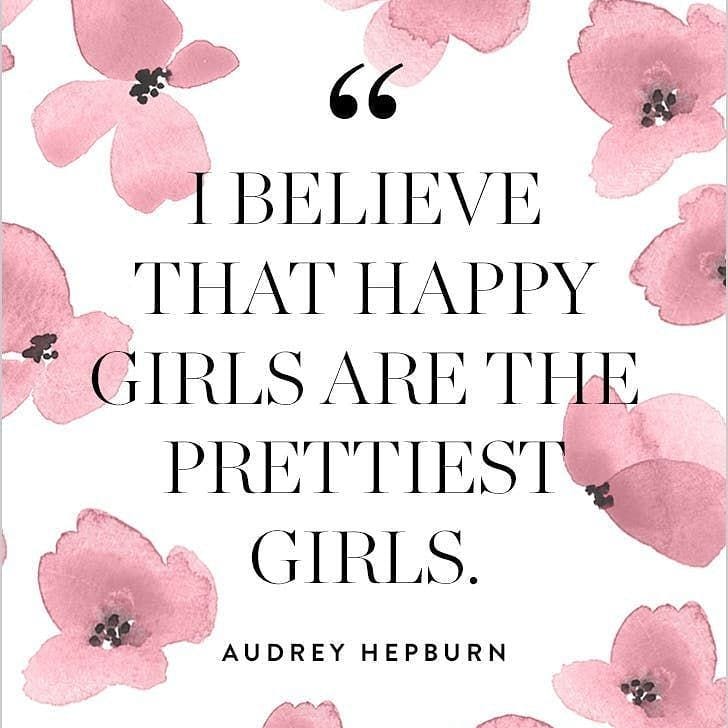 “
I BELIEVE
THAT HAPPY
GIRLS ARE THE
PRETTIEST
GIRLS.
AUDREY HEPBURN